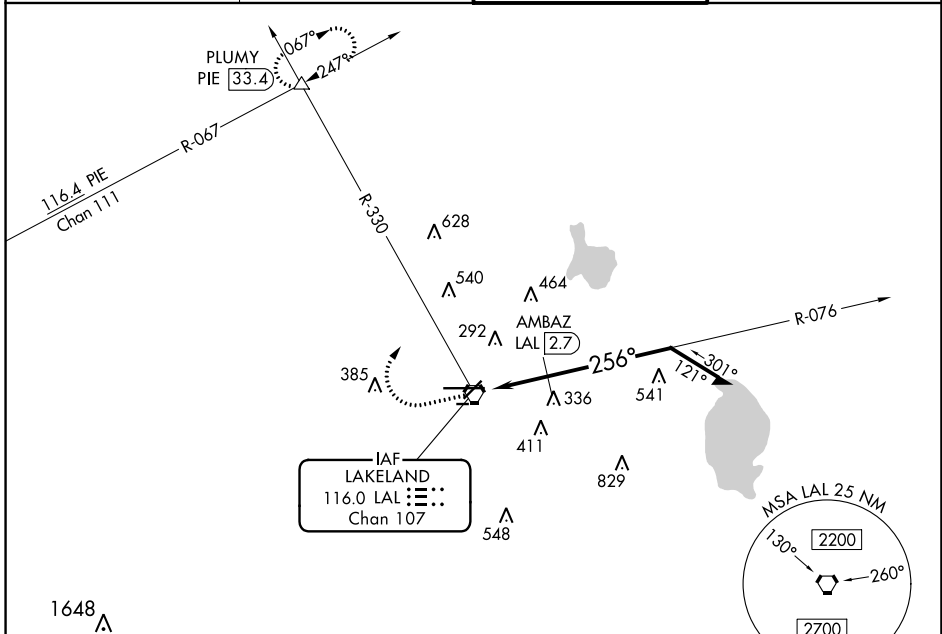 PLUMY
PIE 33.4
067°
247°
R-067
116.4 PIE
Chan 111
R-330
628
540
464
292
AMBAZ
LAL 2.7
R-076
256°
301°
121°
385
336
541
411
829
IAF
LAKELAND
116.0 LAL
Chan 107
548
MSA LAL 25 NM
2200
130°
260°
2700
1648